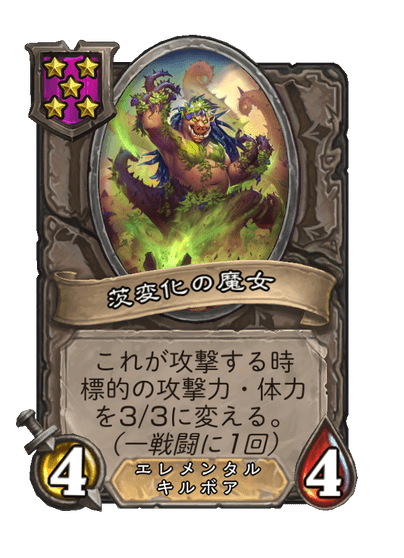 茨変化の魔女
これが攻撃する時
標的の攻撃力・体力
を3/3に変える。
(一戦闘に1回)
4
エレメンタル
キルボア
4